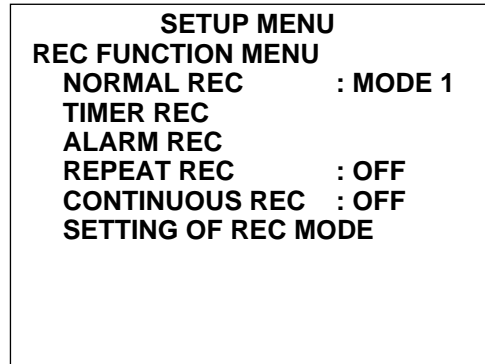 SETUP MENU
REC FUNCTION MENU
NORMAL REC : MODE 1
TIMER REC
ALARM REC
REPEAT REC : OFF
CONTINUOUS REC : OFF
SETTING OF REC MODE